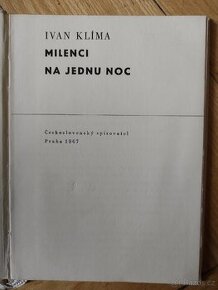 IVAN KLÍMA
MILENCI
NA JEDNU NOC
Československý spisovatel
Praha 1967